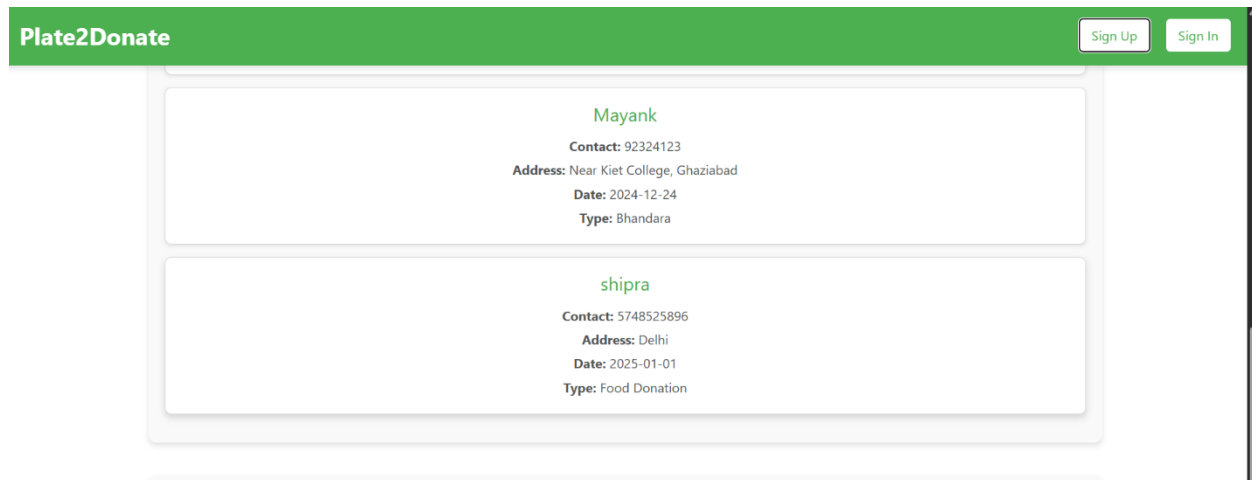 Plate2Donate
Sign Up
Sign In
Mayank
Contact: 92324123
Address: Near Kiet College, Ghaziabad
Date: 2024-12-24
Type: Bhandara
shipra
Contact: 5748525896
Address: Delhi
Date: 2025-01-01
Type: Food Donation